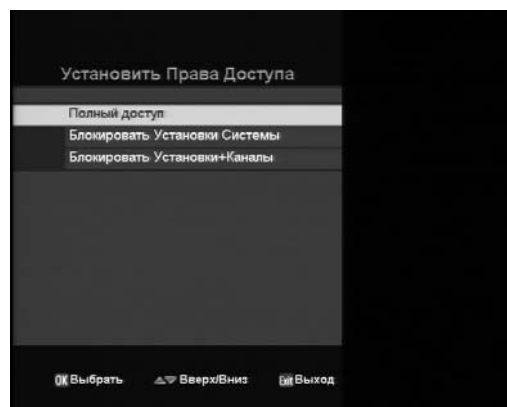 Установить Права Доступа
Полный доступ
Блокировать Установки Системы
Блокировать Установки+Каналы
OK Выбрать Вверх/Вниз Exit Выход